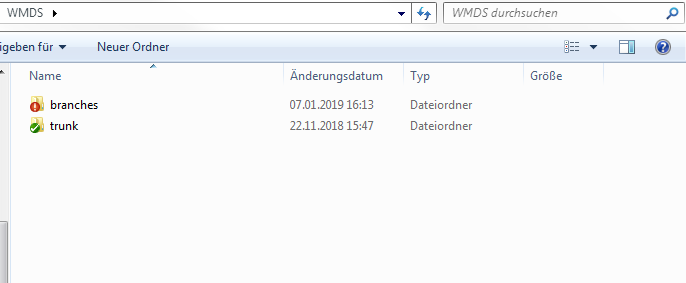 WMDS
WMDS durchsuchen
igeben für
Neuer Ordner
Name Änderungsdatum Typ Größe
branches 07.01.2019 16:13 Dateiordner
trunk 22.11.2018 15:47 Dateiordner